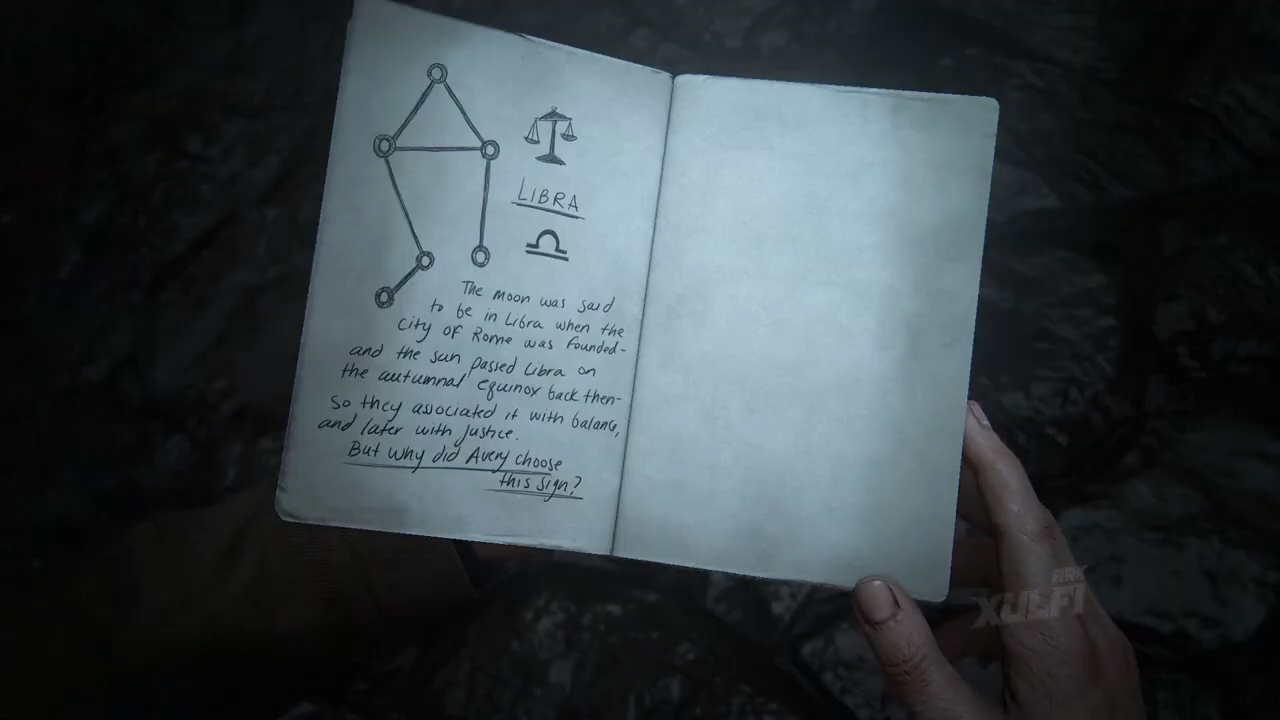 LIBRA
The moon was said
to be in Libra when the
city of Rome was founded-
and the sun passed Libra on
the autumnal equinox back then-
So they associated it with balance,
and later with justice.
But why did Avery choose
this sign?
ARK
XULFI